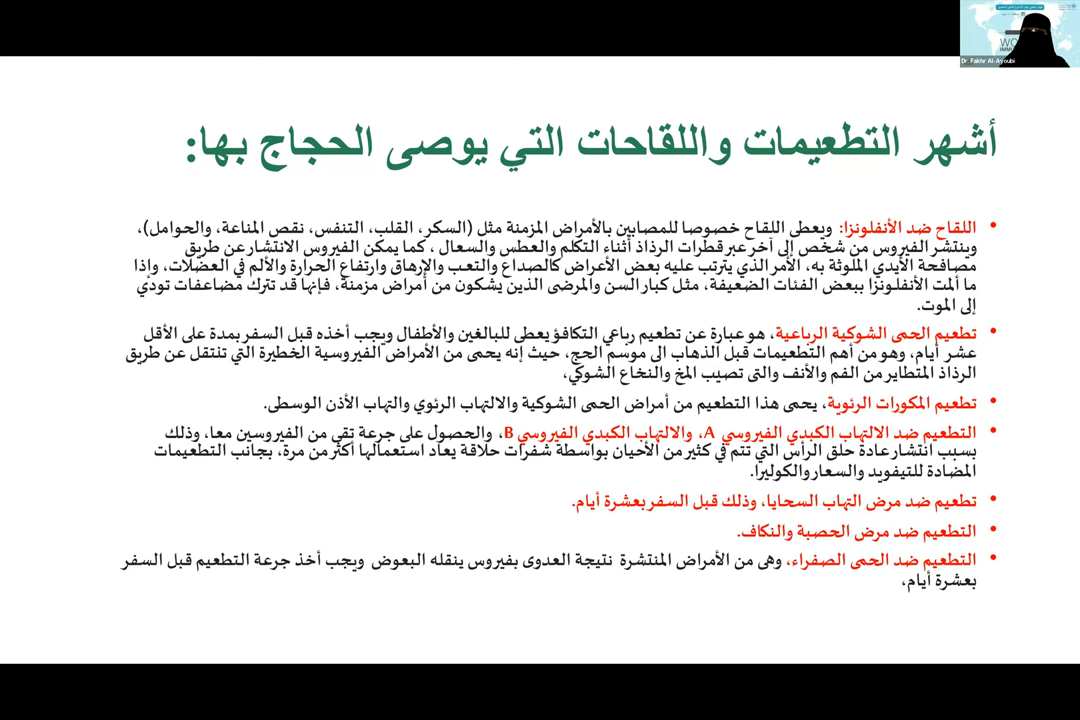 Dr. Fakhr Al-Ayoubi
أشهر التطعيمات واللقاحات التي يوصى الحجاج بها:
• اللقاح ضد الأنفلونزا: ويعطى اللقاح خصوصا للمصابين بالأمراض المزمنة مثل (السكر، القلب، التنفس، نقص المناعة، والحوامل)،
وينتشر الفيروس من شخص إلى آخر عبر قطرات الرذاذ أثناء التكلم والعطس والسعال ، كما يمكن الفيروس الانتشار عن طريق
مصافحة الأيدي الملوثة به، الأمر الذي يترتب عليه بعض الأعراض كالصداع والتعب والإرهاق وارتفاع الحرارة والألم في العضلات، وإذا
ما ألمت الأنفلونزا ببعض الفئات الضعيفة، مثل كبار السن والمرضى الذين يشكون من أمراض مزمنة، فإنها قد تترك مضاعفات تودي
إلى الموت.
• تطعيم الحمى الشوكية الرباعية، هو عبارة عن تطعيم رباعي التكافؤ يعطى للبالغين والأطفال ويجب أخذه قبل السفر بمدة على الأقل
عشر أيام، وهو من أهم التطعيمات قبل الذهاب الى موسم الحج، حيث إنه يحمى من الأمراض الفيروسية الخطيرة التي تنتقل عن طريق
الرذاذ المتطاير من الفم والأنف والتى تصيب المخ والنخاع الشوكي،
• تطعيم المكورات الرئوية، يحمى هذا التطعيم من أمراض الحمى الشوكية والالتهاب الرئوي والتهاب الأذن الوسطى.
• التطعيم ضد الالتهاب الكبدي الفيروسي A، والالتهاب الكبدي الفيروسي B، والحصول على جرعة تقى من الفيروسين معا، وذلك
بسبب انتشار عادة حلق الرأس التي تتم في كثير من الأحيان بواسطة شفرات حلاقة يعاد استعمالها أكثر من مرة، بجانب التطعيمات
المضادة للتيفويد والسعار والكوليرا.
• تطعيم ضد مرض التهاب السحايا، وذلك قبل السفر بعشرة أيام.
• التطعيم ضد مرض الحصبة والنكاف.
• التطعيم ضد الحمى الصفراء، وهى من الأمراض المنتشرة نتيجة العدوى بفيروس ينقله البعوض ويجب أخذ جرعة التطعيم قبل السفر
بعشرة أيام،